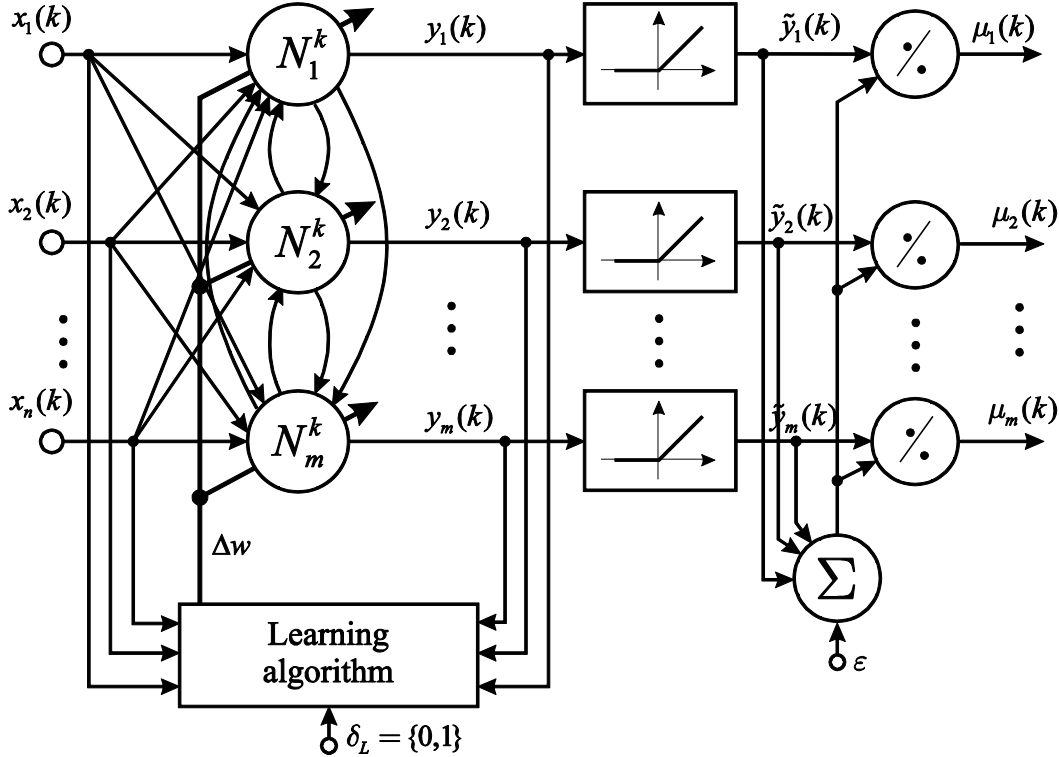 x₁(k) N₁ᵏ y₁(k) ỹ₁(k) μ₁(k)
x₂(k) N₂ᵏ y₂(k) ỹ₂(k) μ₂(k)
xₙ(k) Nₘᵏ yₘ(k) ỹₘ(k) μₘ(k)
Δw
Σ
Learning
algorithm
ε
δ_L = {0,1}